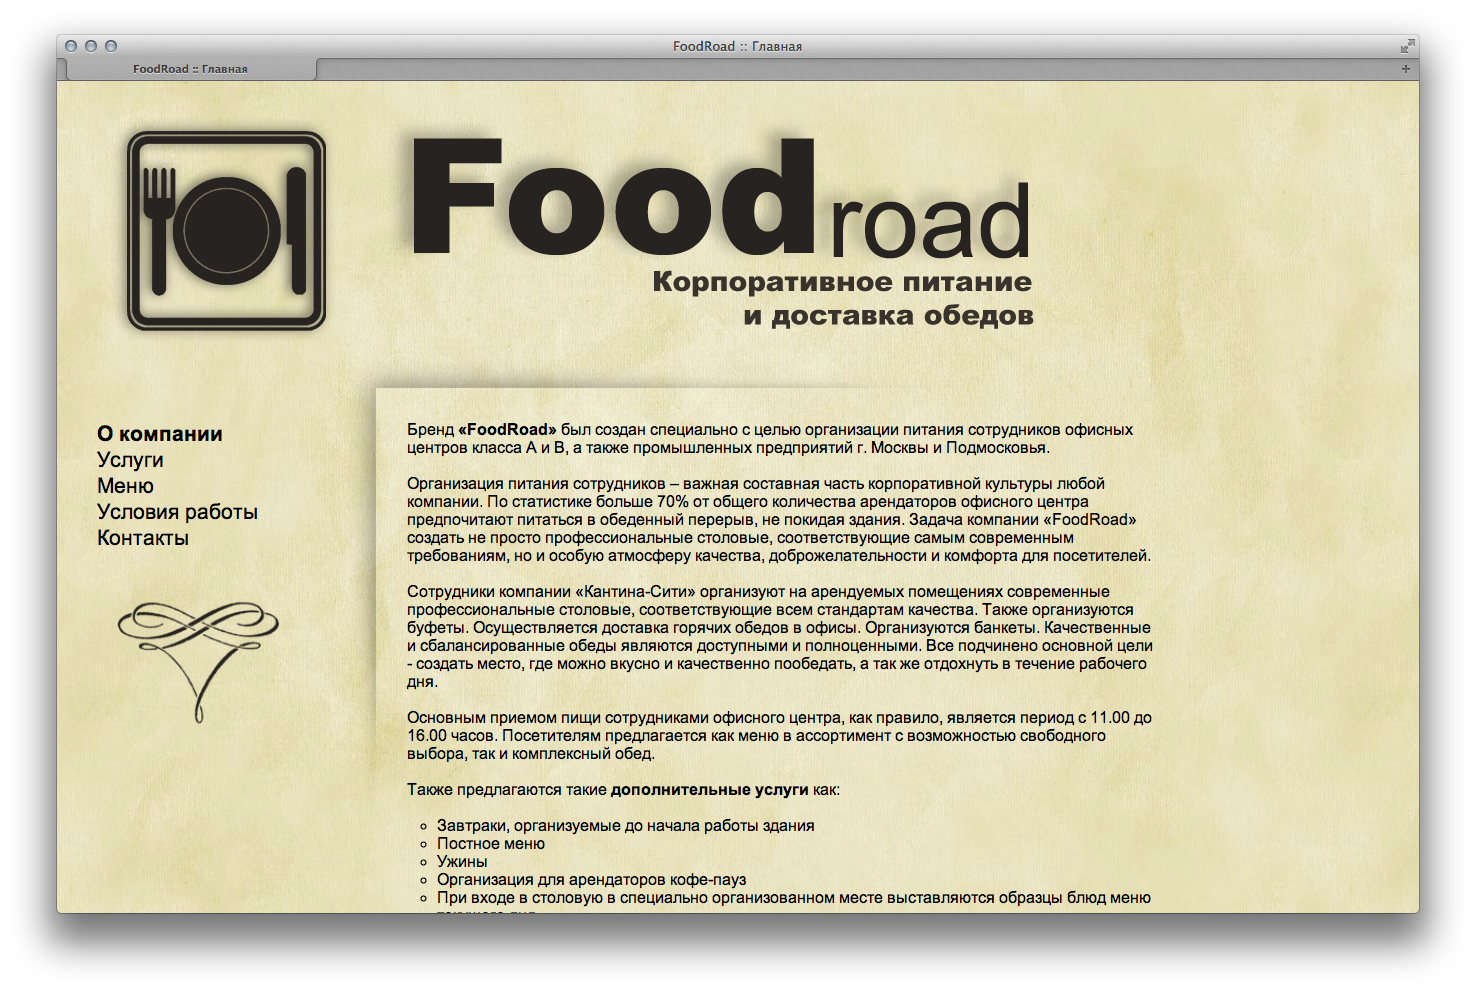 FoodRoad :: Главная
FoodRoad :: Главная
Food road
Корпоративное питание
и доставка обедов
О компании
Услуги
Меню
Условия работы
Контакты
Бренд «FoodRoad» был создан специально с целью организации питания сотрудников офисных
центров класса А и В, а также промышленных предприятий г. Москвы и Подмосковья.
Организация питания сотрудников – важная составная часть корпоративной культуры любой
компании. По статистике больше 70% от общего количества арендаторов офисного центра
предпочитают питаться в обеденный перерыв, не покидая здания. Задача компании «FoodRoad»
создать не просто профессиональные столовые, соответствующие самым современным
требованиям, но и особую атмосферу качества, доброжелательности и комфорта для посетителей.
Сотрудники компании «Кантина-Сити» организуют на арендуемых помещениях современные
профессиональные столовые, соответствующие всем стандартам качества. Также организуются
буфеты. Осуществляется доставка горячих обедов в офисы. Организуются банкеты. Качественные
и сбалансированные обеды являются доступными и полноценными. Все подчинено основной цели
- создать место, где можно вкусно и качественно пообедать, а так же отдохнуть в течение рабочего
дня.
Основным приемом пищи сотрудниками офисного центра, как правило, является период с 11.00 до
16.00 часов. Посетителям предлагается как меню в ассортимент с возможностью свободного
выбора, так и комплексный обед.
Также предлагаются такие дополнительные услуги как:
Завтраки, организуемые до начала работы здания
Постное меню
Ужины
Организация для арендаторов кофе-пауз
При входе в столовую в специально организованном месте выставляются образцы блюд меню